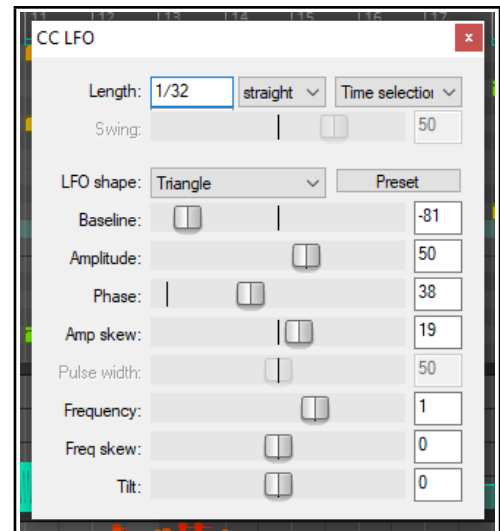 11 12 13 14 15 16 17
CC LFO x
Length: 1/32 straight Time selection
Swing: 50
LFO shape: Triangle Preset
Baseline: -81
Amplitude: 50
Phase: 38
Amp skew: 19
Pulse width: 50
Frequency: 1
Freq skew: 0
Tilt: 0